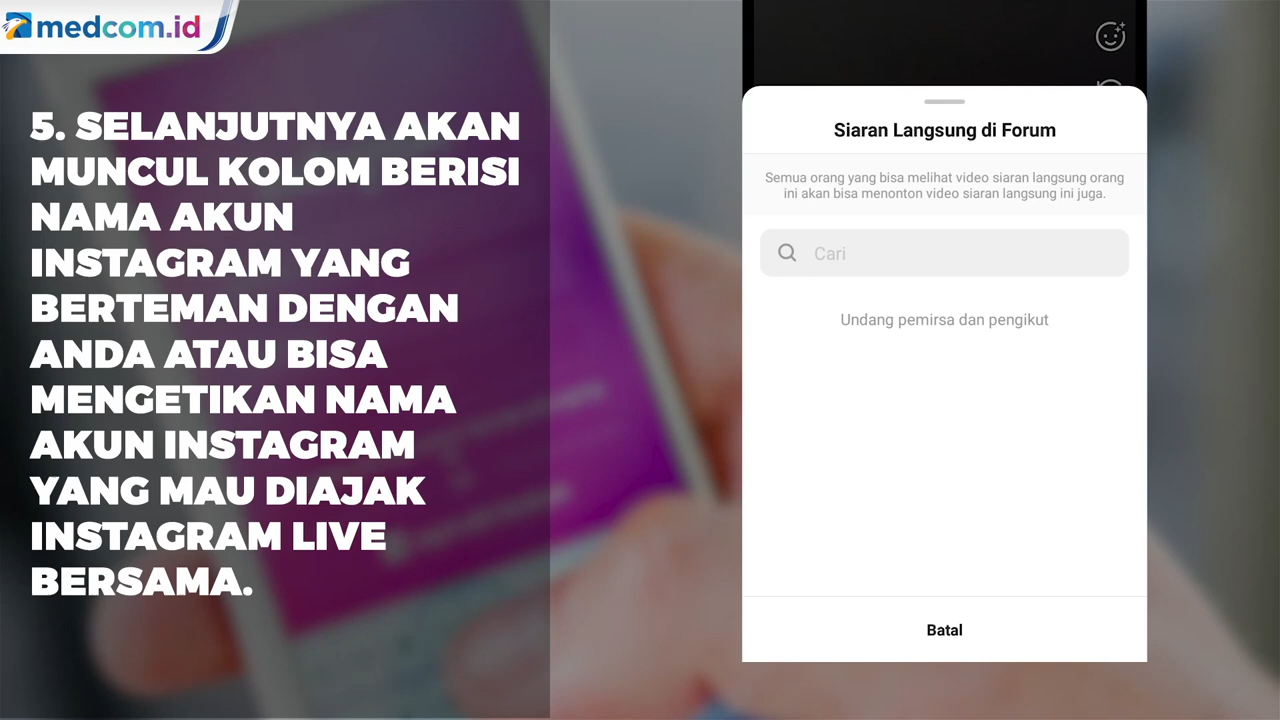 medcom.id
5. SELANJUTNYA AKAN
MUNCUL KOLOM BERISI
NAMA AKUN
INSTAGRAM YANG
BERTEMAN DENGAN
ANDA ATAU BISA
MENGETIKAN NAMA
AKUN INSTAGRAM
YANG MAU DIAJAK
INSTAGRAM LIVE
BERSAMA.
Siaran Langsung di Forum
Semua orang yang bisa melihat video siaran langsung orang
ini akan bisa menonton video siaran langsung ini juga.
Cari
Undang pemirsa dan pengikut
Batal